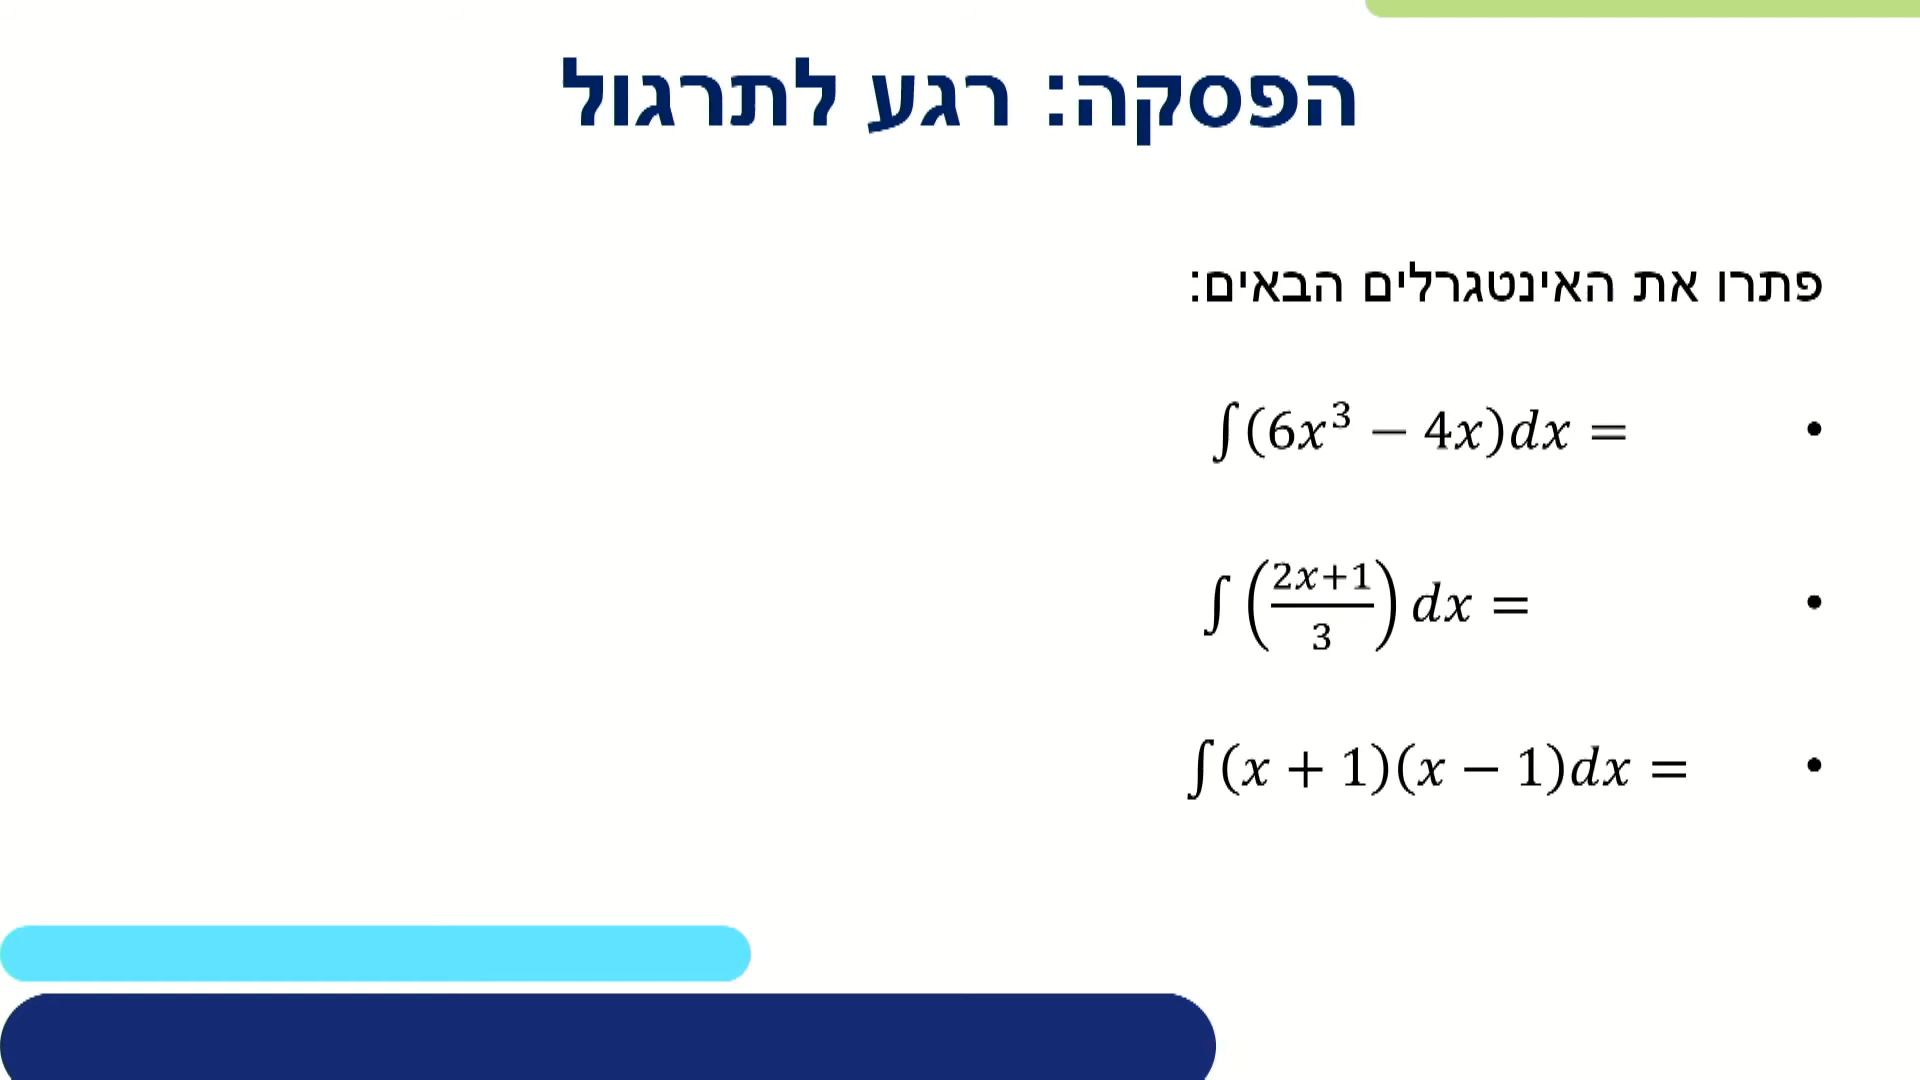 הפסקה: רגע לתרגול
פתרו את האינטגרלים הבאים:
• ∫(6x³ − 4x)dx =
• ∫((2x+1)/3) dx =
• ∫(x + 1)(x − 1)dx =